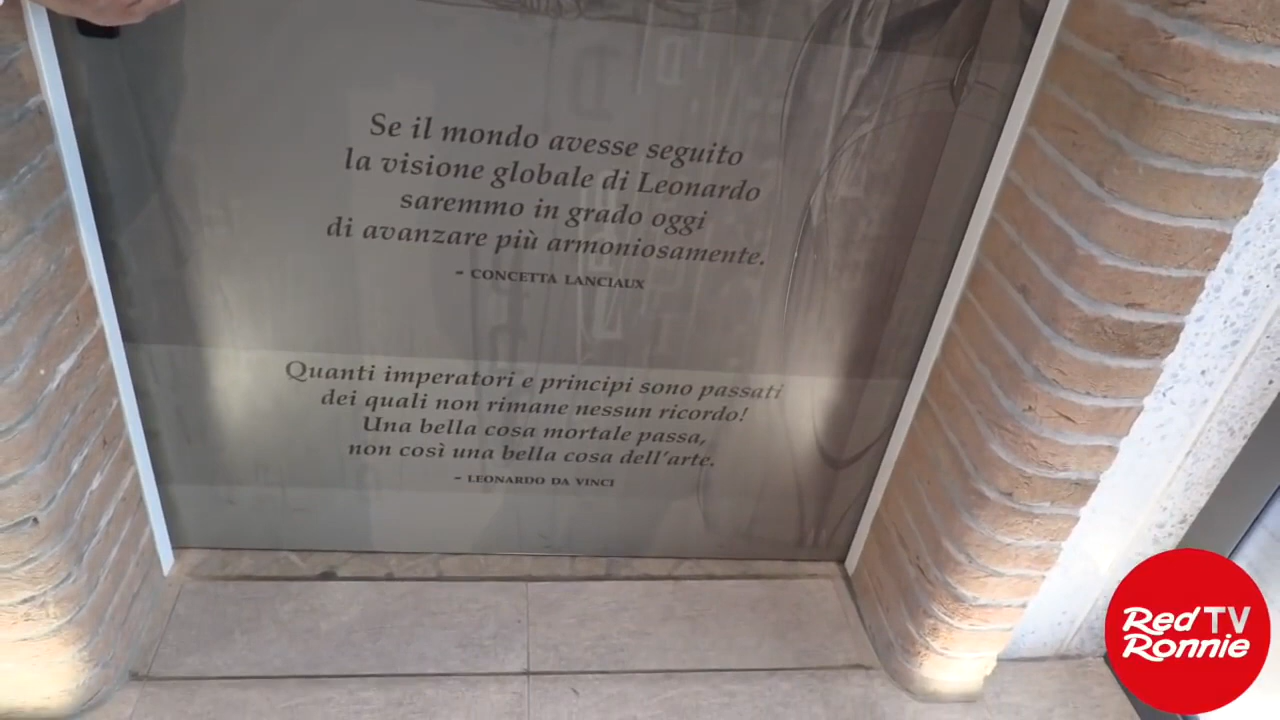 Se il mondo avesse seguito
la visione globale di Leonardo
saremmo in grado oggi
di avanzare più armoniosamente.
- CONCETTA LANCIAUX
Quanti imperatori e principi sono passati
dei quali non rimane nessun ricordo!
Una bella cosa mortale passa,
non così una bella cosa dell'arte.
- LEONARDO DA VINCI
Red TV
Ronnie